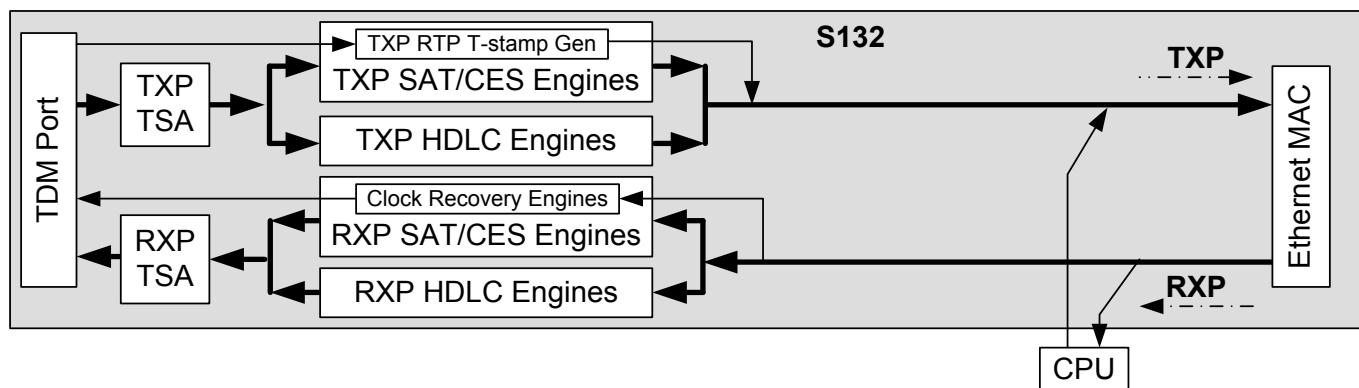 S132
TDM Port
TXP
TSA
TXP RTP T-stamp Gen
TXP SAT/CES Engines
TXP HDLC Engines
TXP
Clock Recovery Engines
RXP SAT/CES Engines
RXP
TSA
RXP HDLC Engines
RXP
Ethernet MAC
CPU